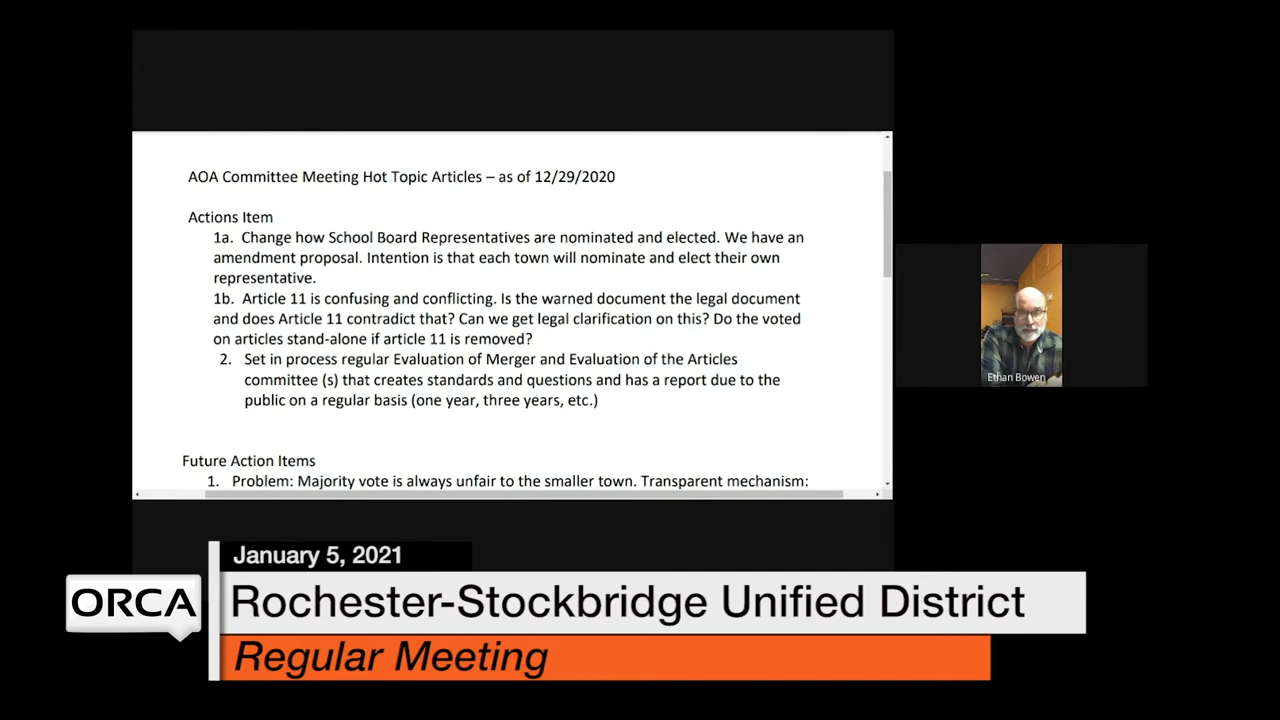 AOA Committee Meeting Hot Topic Articles – as of 12/29/2020
Actions Item
1a. Change how School Board Representatives are nominated and elected. We have an
amendment proposal. Intention is that each town will nominate and elect their own
representative.
1b. Article 11 is confusing and conflicting. Is the warned document the legal document
and does Article 11 contradict that? Can we get legal clarification on this? Do the voted
on articles stand-alone if article 11 is removed?
2. Set in process regular Evaluation of Merger and Evaluation of the Articles
committee (s) that creates standards and questions and has a report due to the
public on a regular basis (one year, three years, etc.)
Future Action Items
1. Problem: Majority vote is always unfair to the smaller town. Transparent mechanism:
Ethan Bowen
January 5, 2021
ORCA
Rochester-Stockbridge Unified District
Regular Meeting